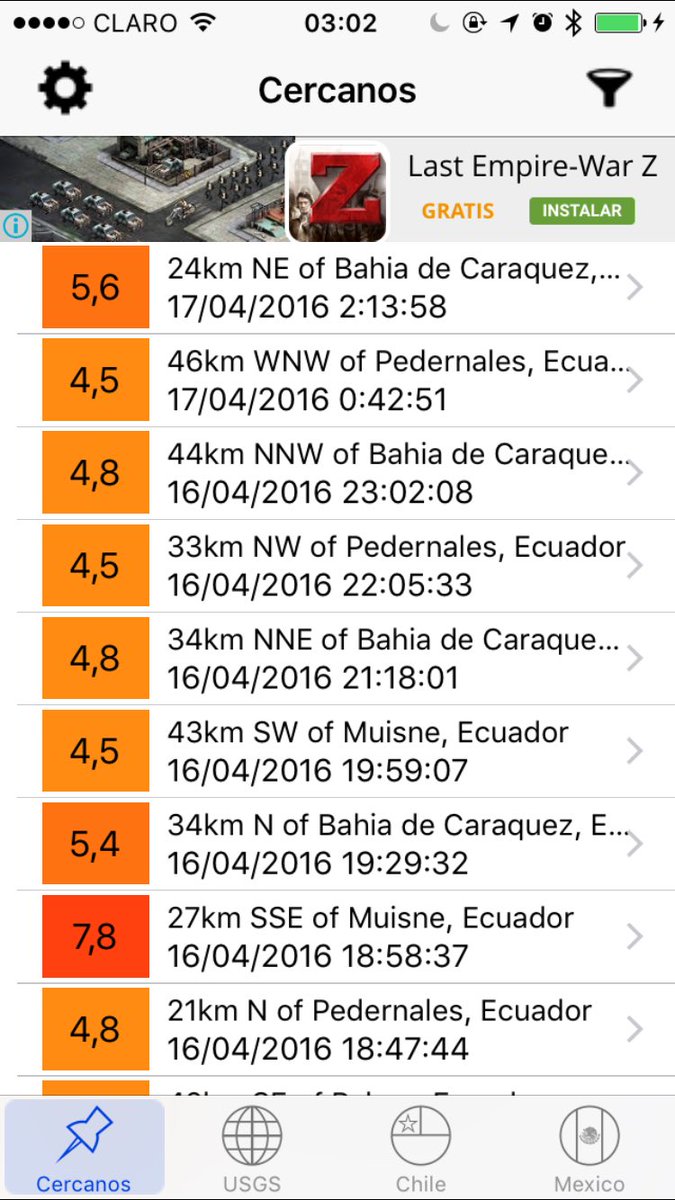 CLARO 03:02
Cercanos
Last Empire-War Z
Z
GRATIS INSTALAR
5,6 24km NE of Bahia de Caraquez,...
17/04/2016 2:13:58
4,5 46km WNW of Pedernales, Ecua...
17/04/2016 0:42:51
4,8 44km NNW of Bahia de Caraque...
16/04/2016 23:02:08
4,5 33km NW of Pedernales, Ecuador
16/04/2016 22:05:33
4,8 34km NNE of Bahia de Caraque...
16/04/2016 21:18:01
4,5 43km SW of Muisne, Ecuador
16/04/2016 19:59:07
5,4 34km N of Bahia de Caraquez, E...
16/04/2016 19:29:32
7,8 27km SSE of Muisne, Ecuador
16/04/2016 18:58:37
4,8 21km N of Pedernales, Ecuador
16/04/2016 18:47:44
Cercanos USGS Chile Mexico